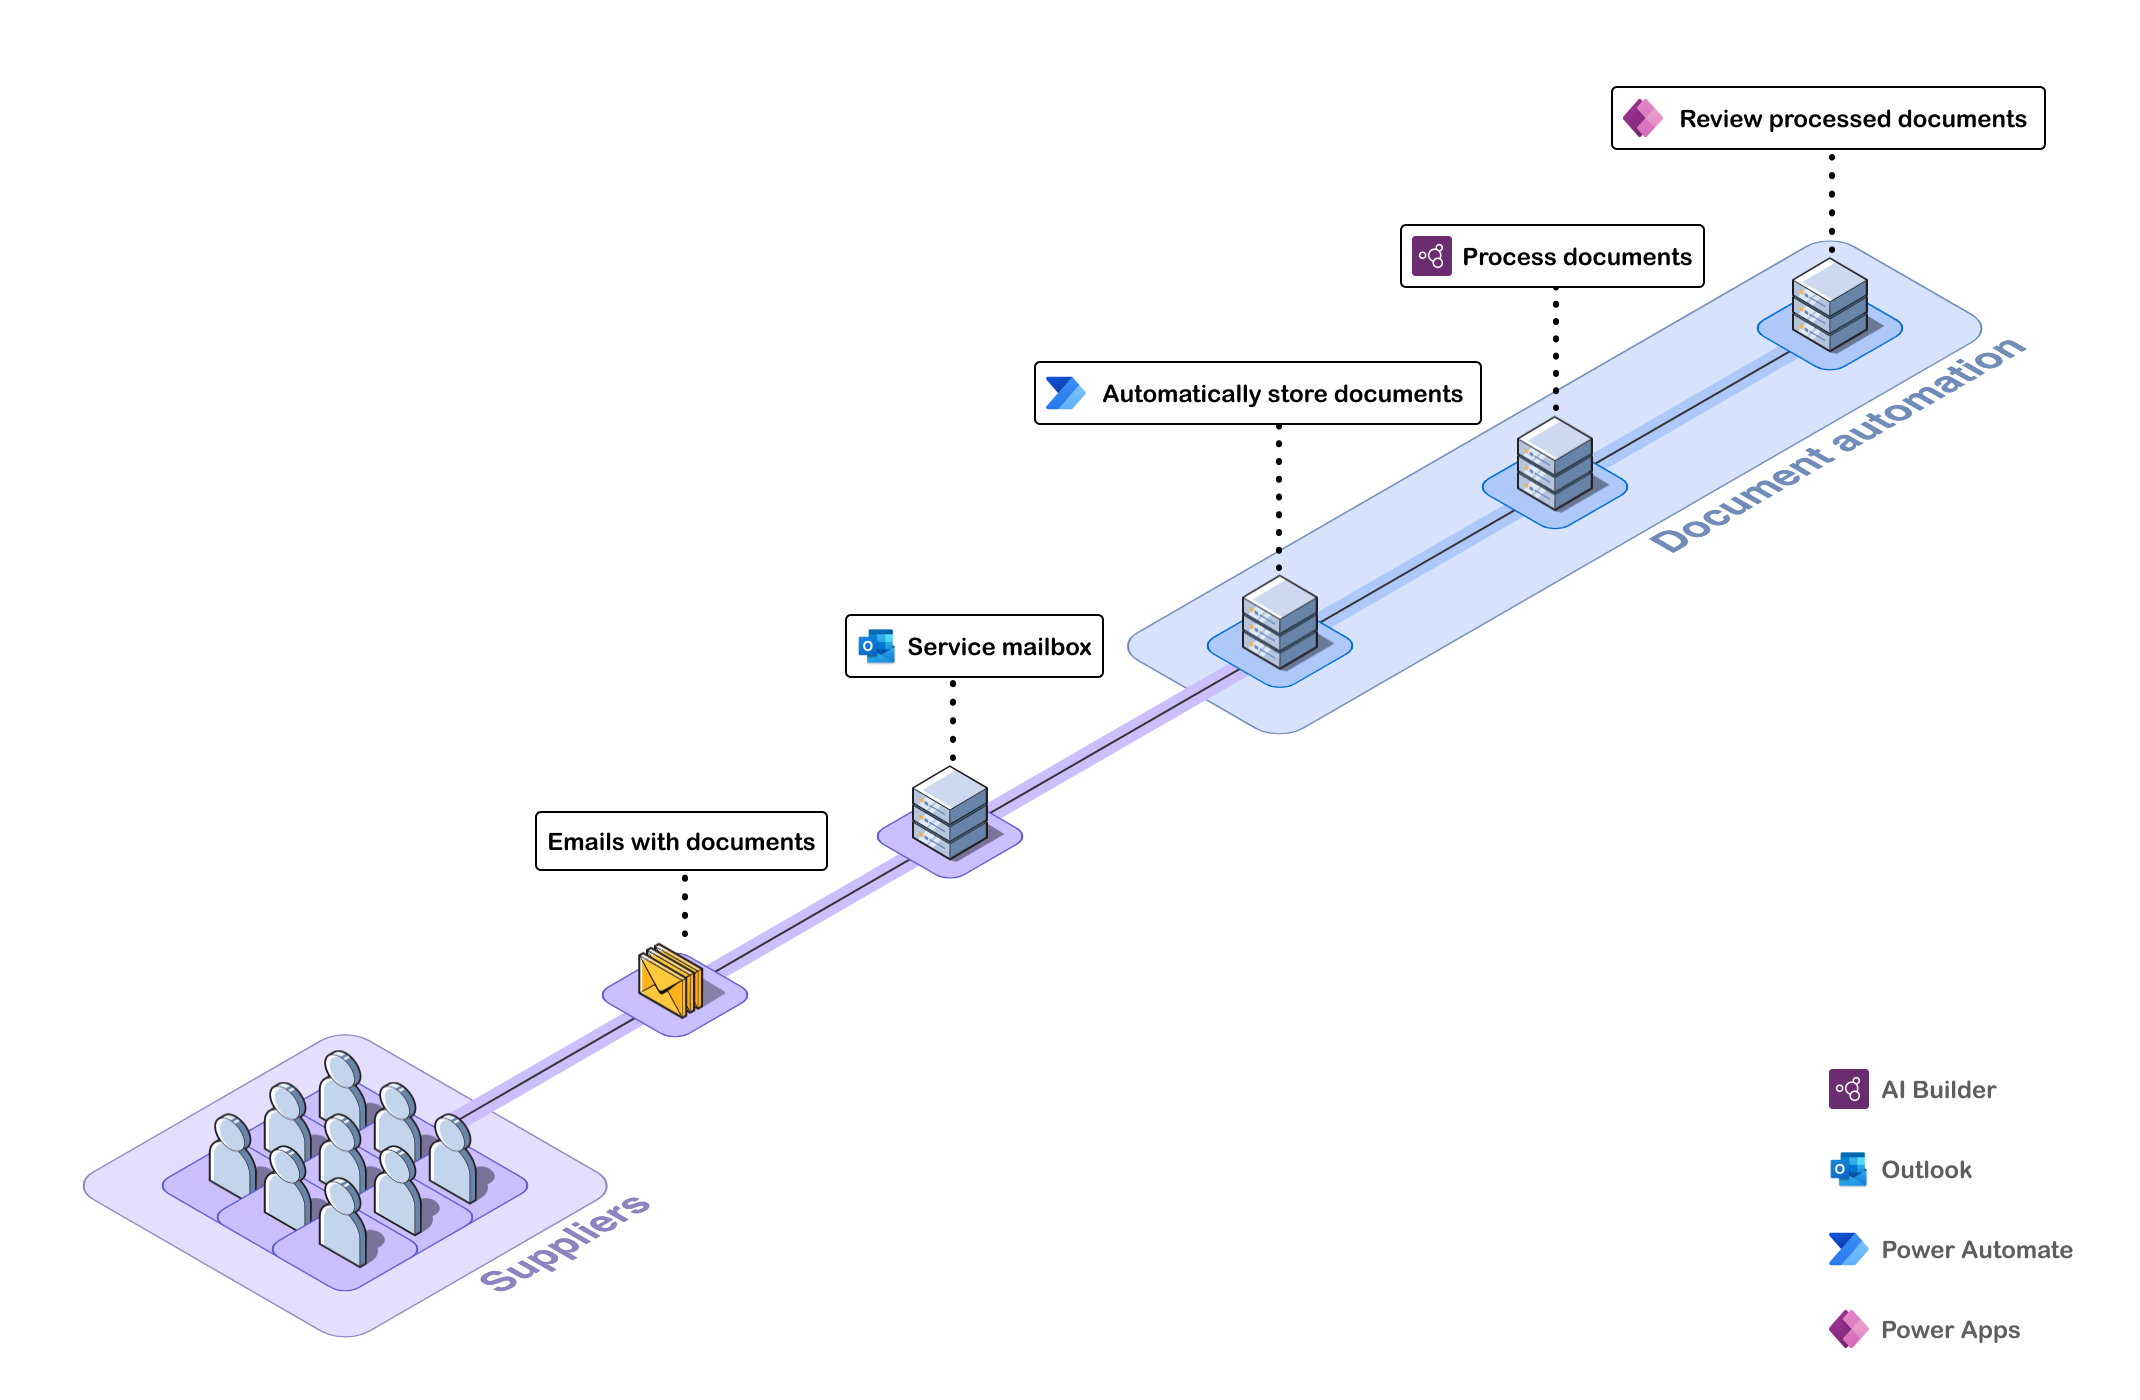 Review processed documents
Process documents
Automatically store documents
Document automation
Service mailbox
Emails with documents
Suppliers
AI Builder
Outlook
Power Automate
Power Apps